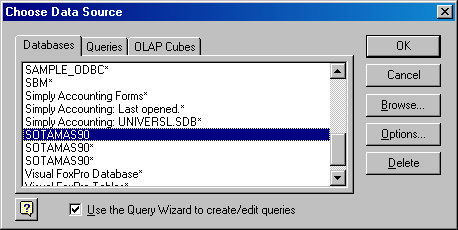 Choose Data Source
Databases Queries OLAP Cubes
SAMPLE_ODBC*
SBM*
Simply Accounting Forms*
Simply Accounting: Last opened.*
Simply Accounting: UNIVERSL.SDB*
SOTAMAS90
SOTAMAS90*
SOTAMAS90*
Visual FoxPro Database*
Visual FoxPro Tables*
OK
Cancel
Browse...
Options...
Delete
Use the Query Wizard to create/edit queries